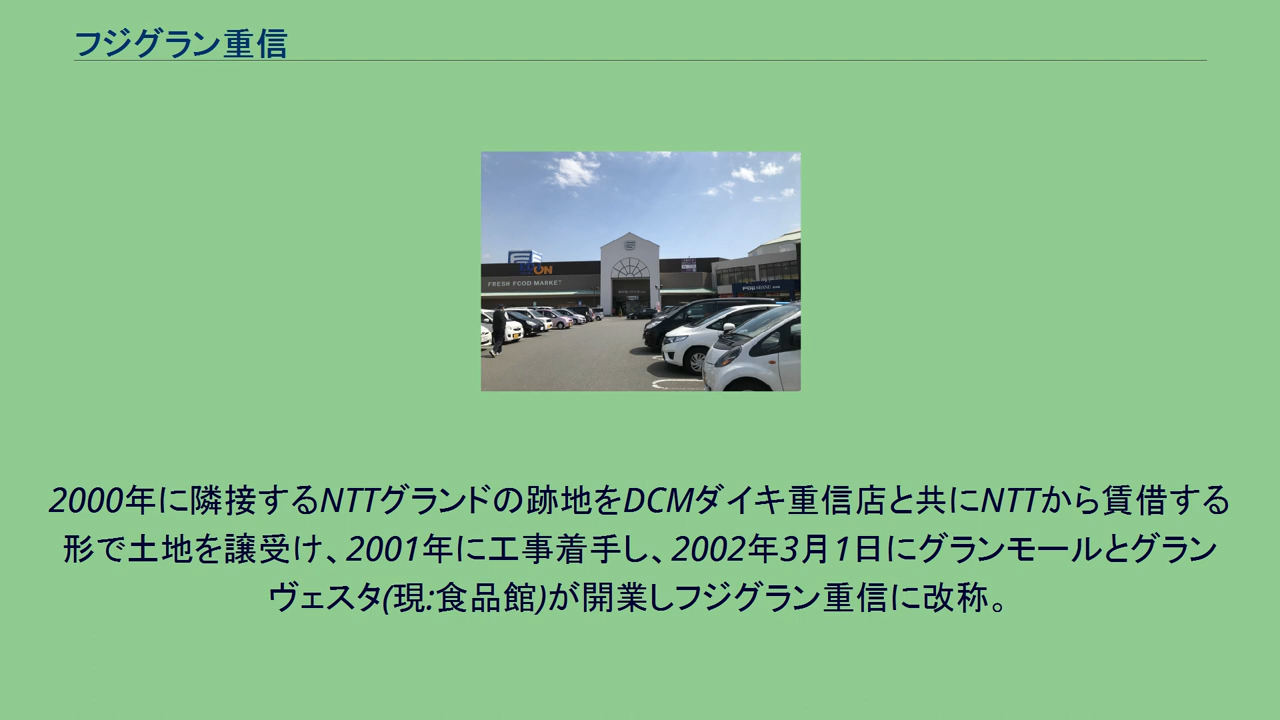 フジグラン重信
FRESH FOOD MARKET
2000年に隣接するNTTグランドの跡地をDCMダイキ重信店と共にNTTから賃借する
形で土地を譲受け、2001年に工事着手し、2002年3月1日にグランモールとグラン
ヴェスタ(現:食品館)が開業しフジグラン重信に改称。